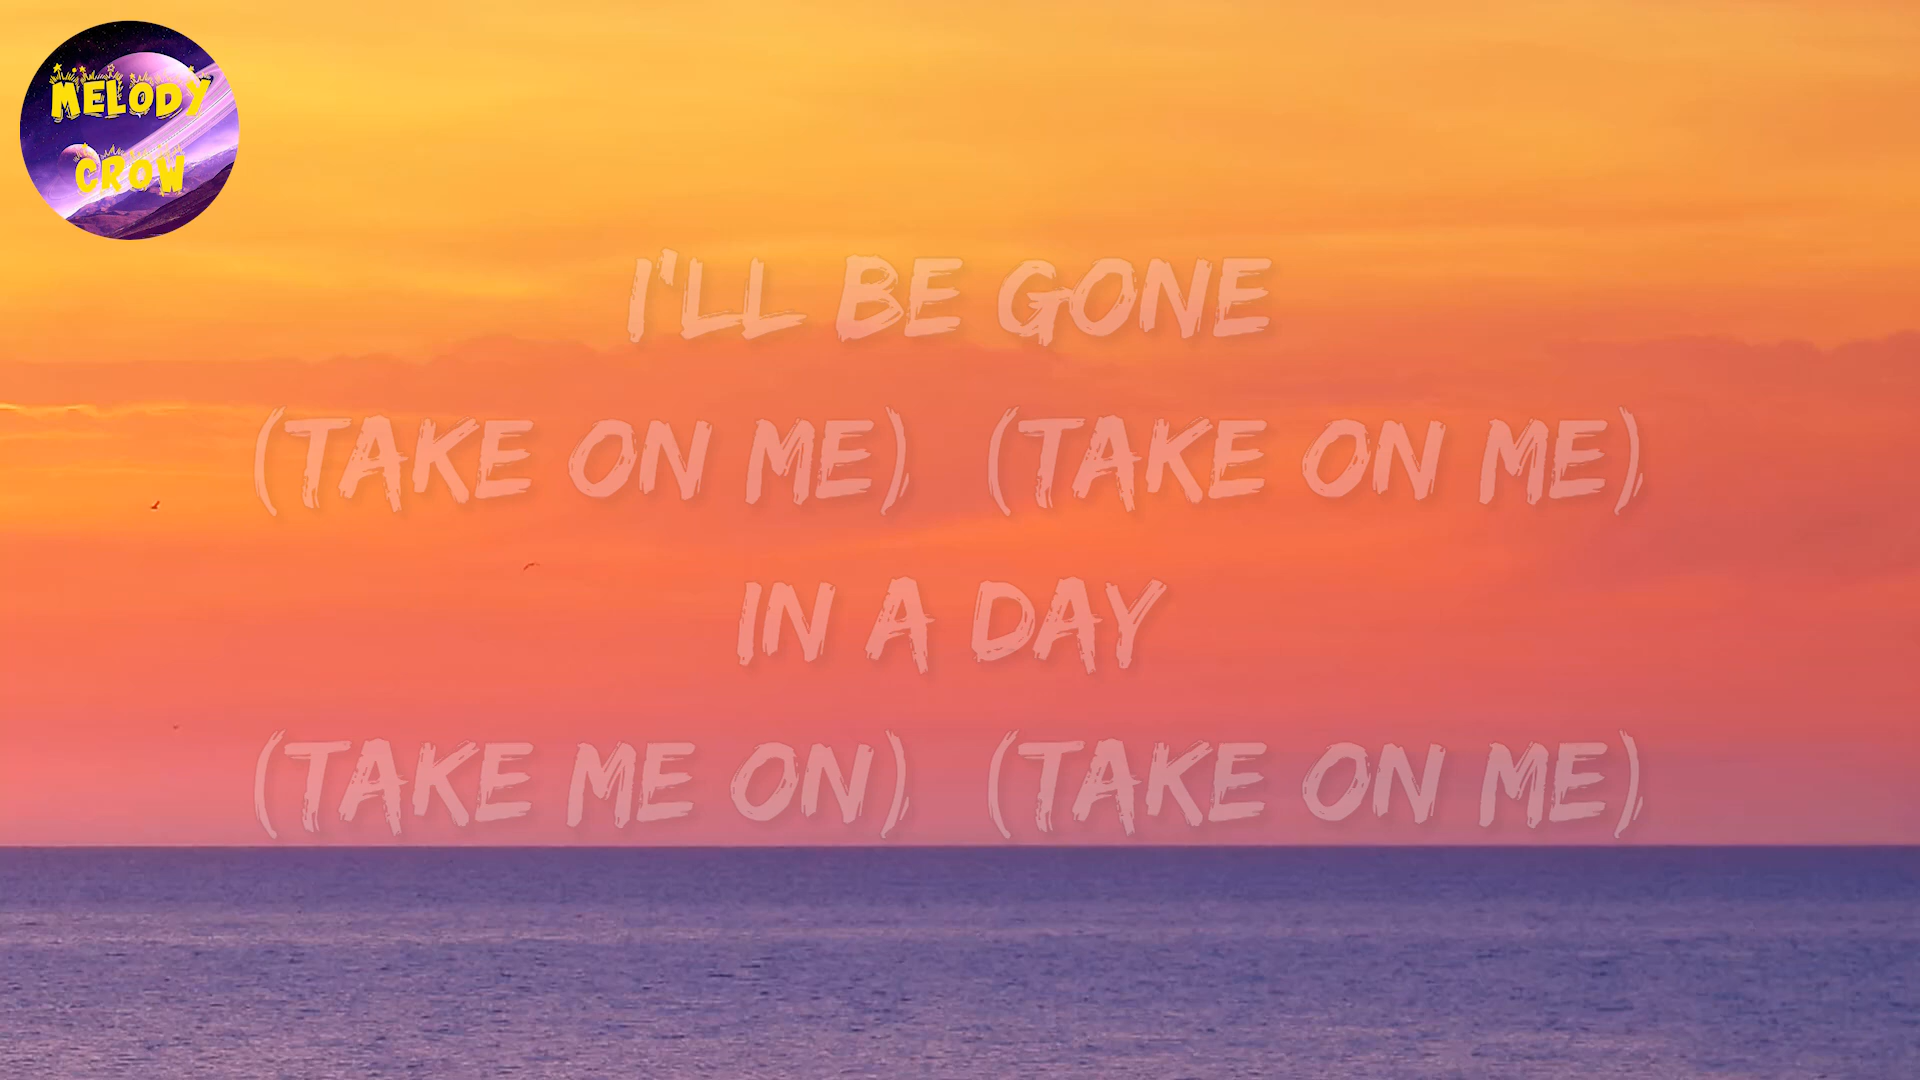 MELODY
CROW
I'LL BE GONE
(TAKE ON ME) (TAKE ON ME)
IN A DAY
(TAKE ME ON) (TAKE ON ME)